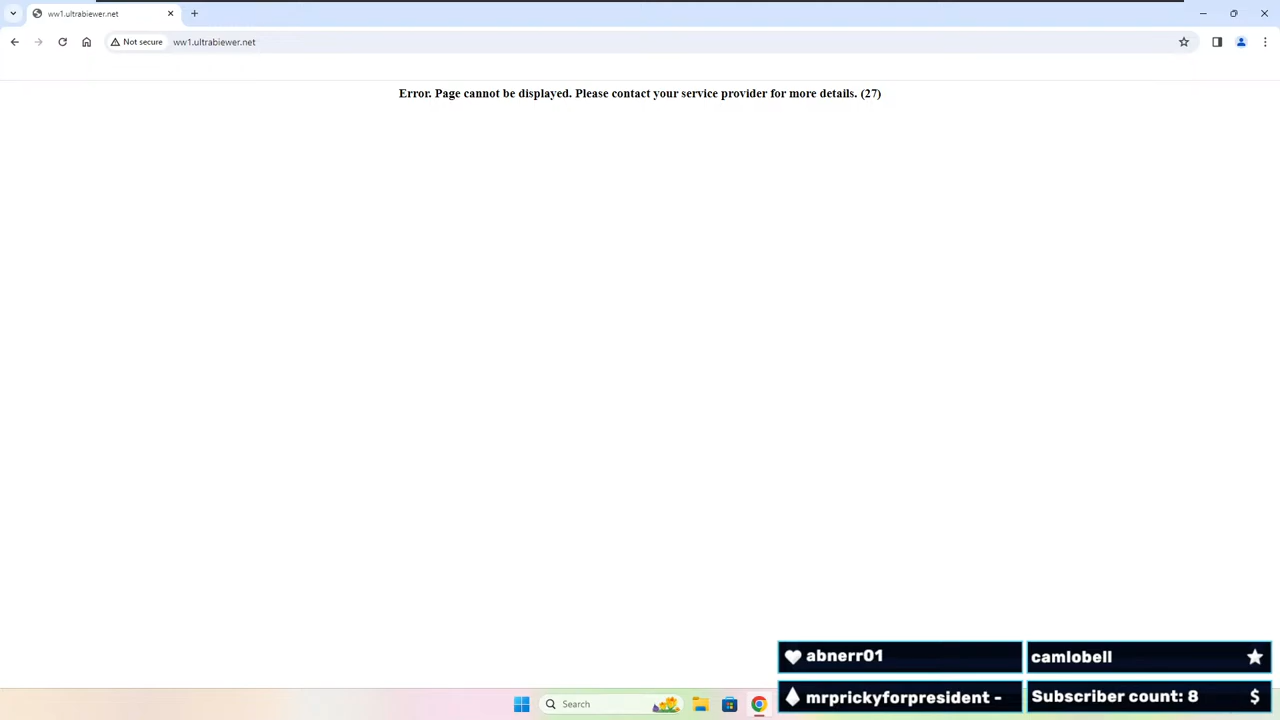 ww1.ultrabiewer.net
Not secure
ww1.ultrabiewer.net
Error. Page cannot be displayed. Please contact your service provider for more details. (27)
abnerr01
camlobell
mrprickyforpresident -
Subscriber count: 8
$
Search